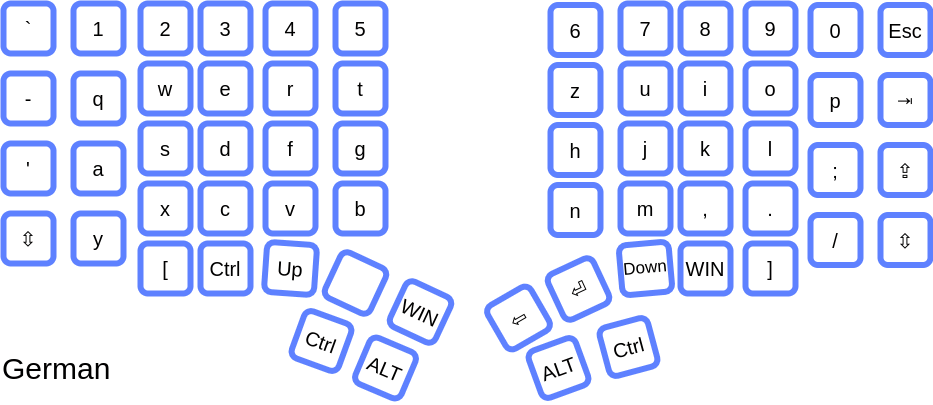 ` 1 2 3 4 5 6 7 8 9 0 Esc
- q w e r t z u i o p ⇥
' a s d f g h j k l ; ⇪
⇳ y x c v b n m , . / ⇳
[ Ctrl Up Down WIN ]
WIN ⇦ ⏎
Ctrl ALT ALT Ctrl
German